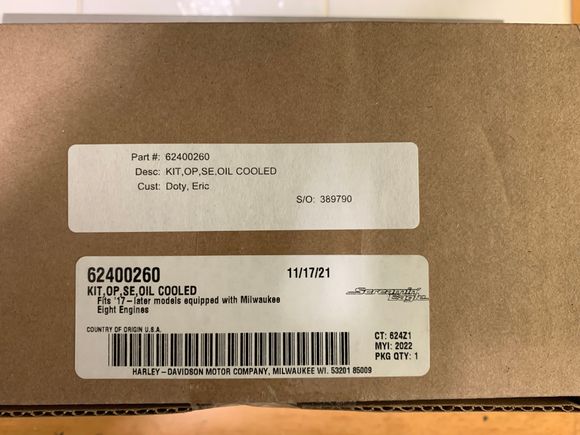 Part #: 62400260
Desc: KIT,OP,SE,OIL COOLED
Cust: Doty, Eric
S/O: 389790
62400260 11/17/21
KIT,OP,SE,OIL COOLED
Fits '17-later models equipped with Milwaukee
Eight Engines
Screamin' Eagle
COUNTRY OF ORIGIN U.S.A.
CT: 624Z1
MYI: 2022
PKG QTY: 1
HARLEY-DAVIDSON MOTOR COMPANY, MILWAUKEE WI. 53201 85009